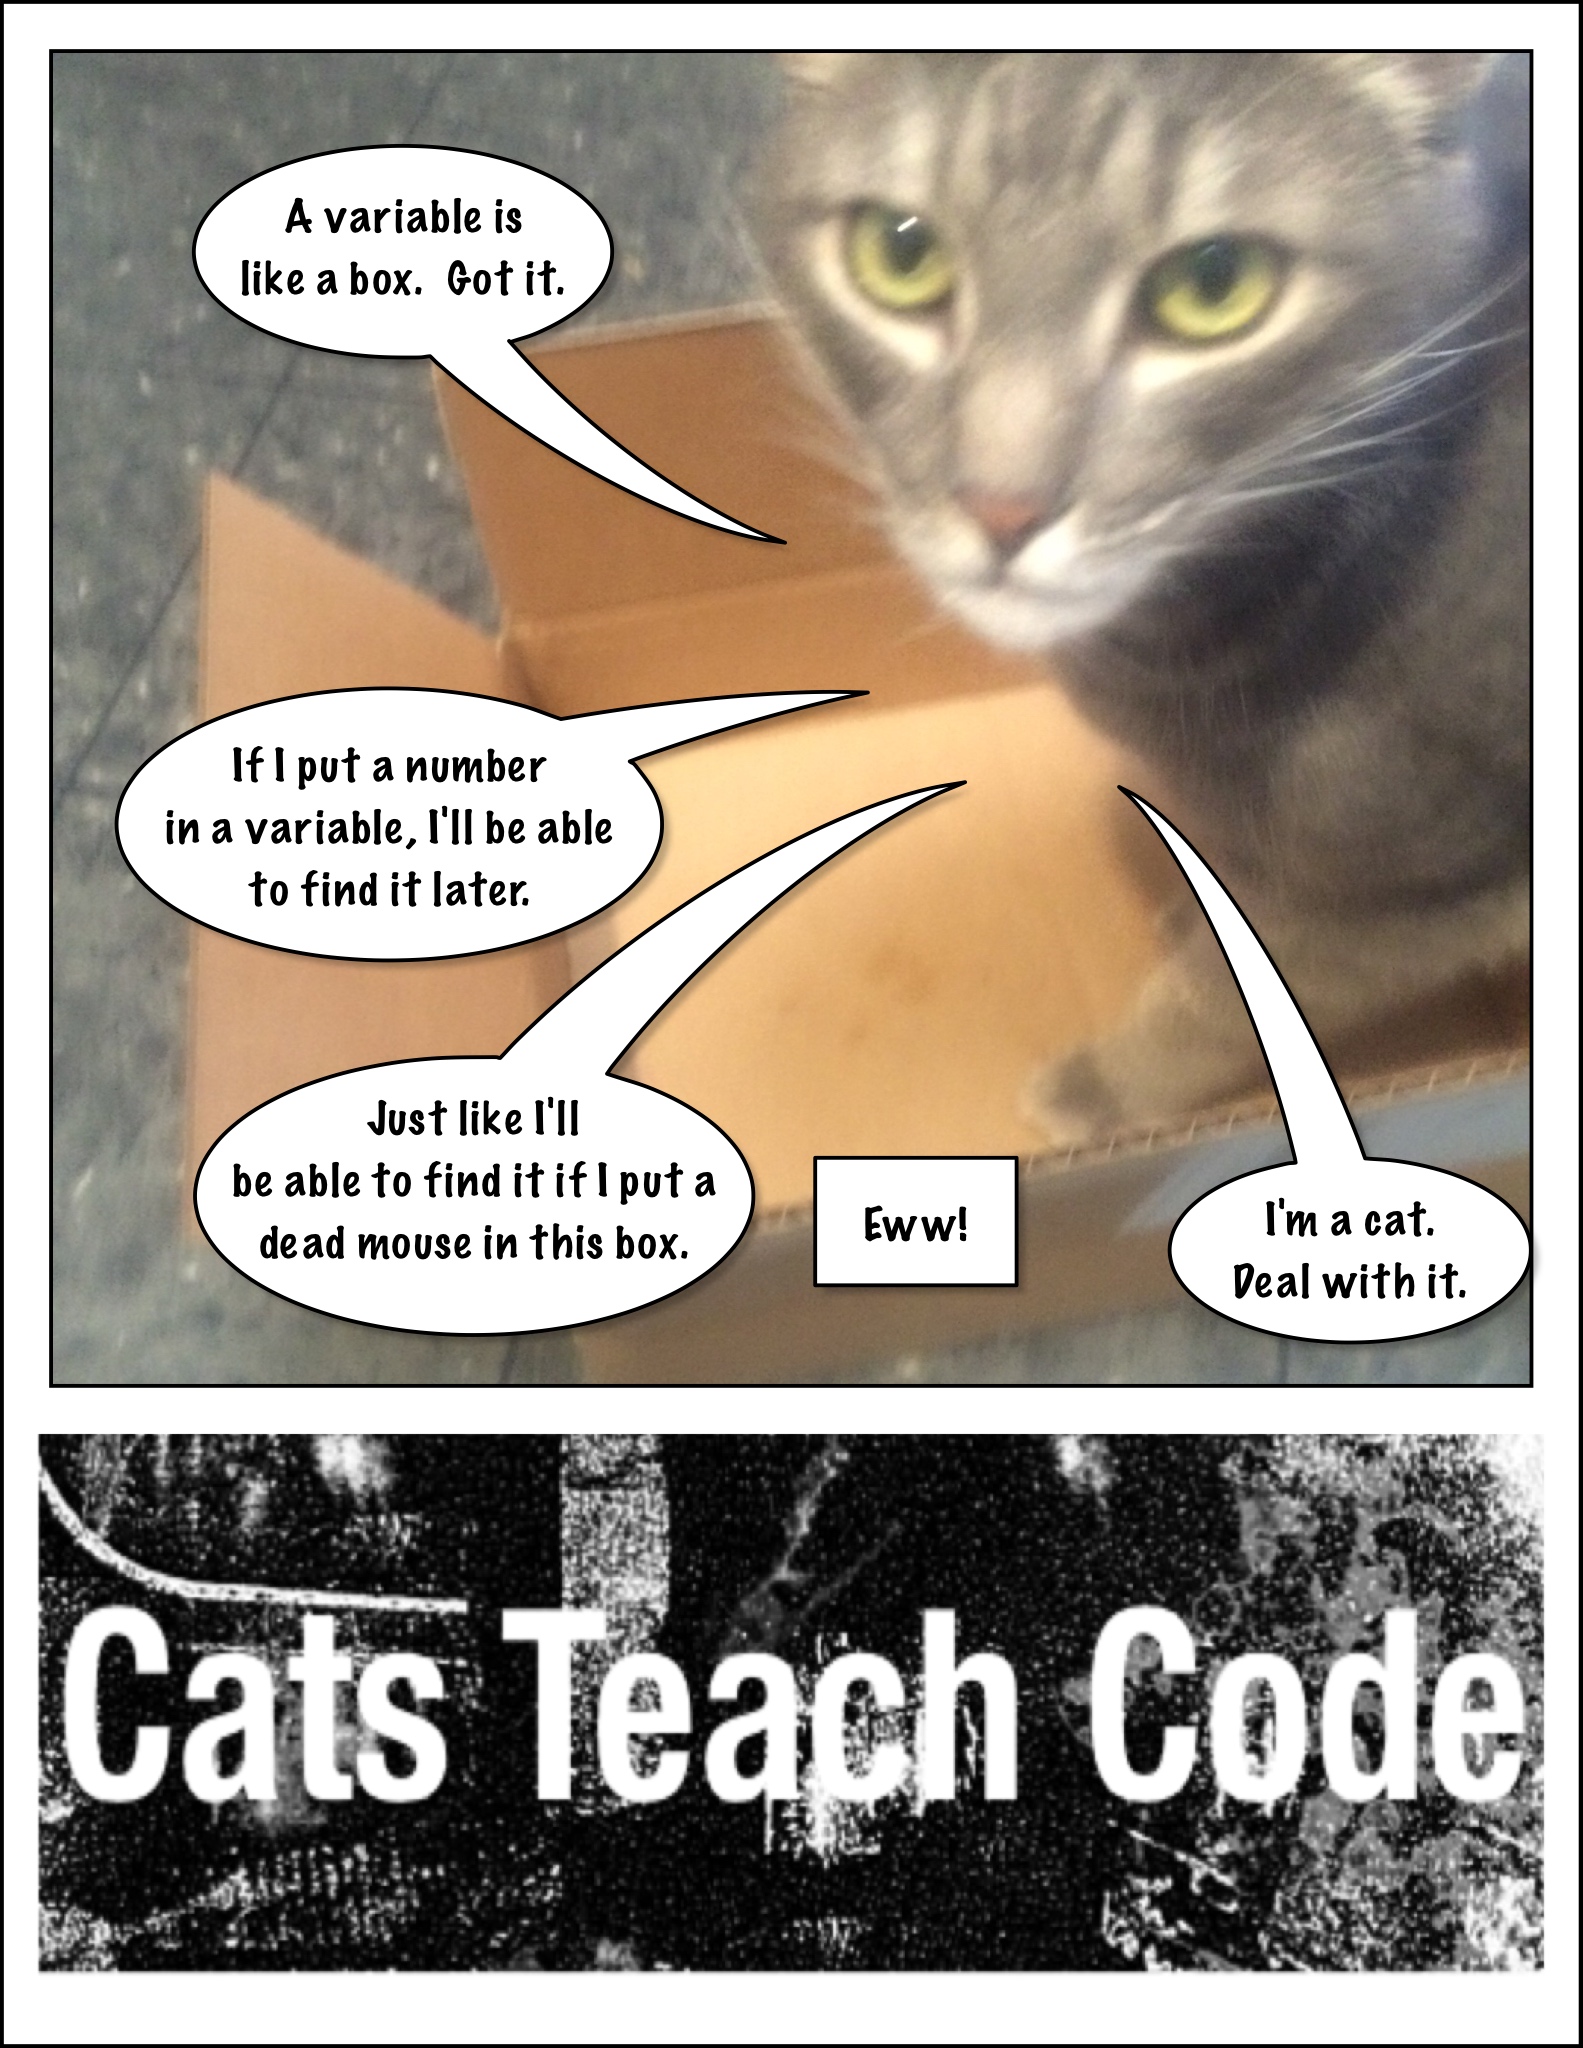 A variable is
like a box.  Got it.
If I put a number
in a variable, I'll be able
to find it later.
Just like I'll
be able to find it if I put a
dead mouse in this box.
Eww!
I'm a cat.
Deal with it.
Cats Teach Code